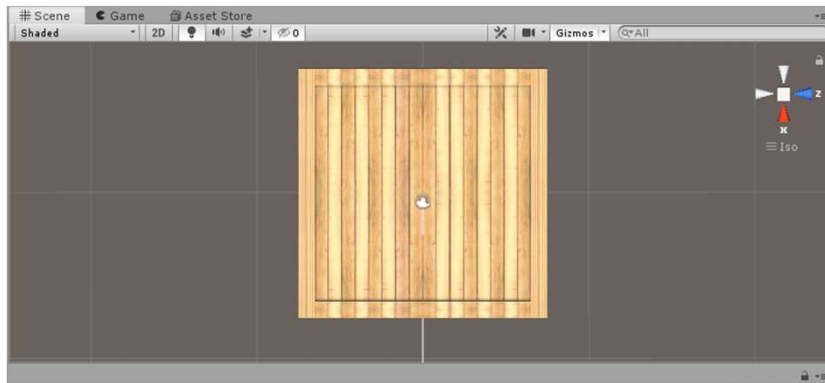 Scene Game Asset Store
Shaded 2D 0 Gizmos All
z
x
Iso